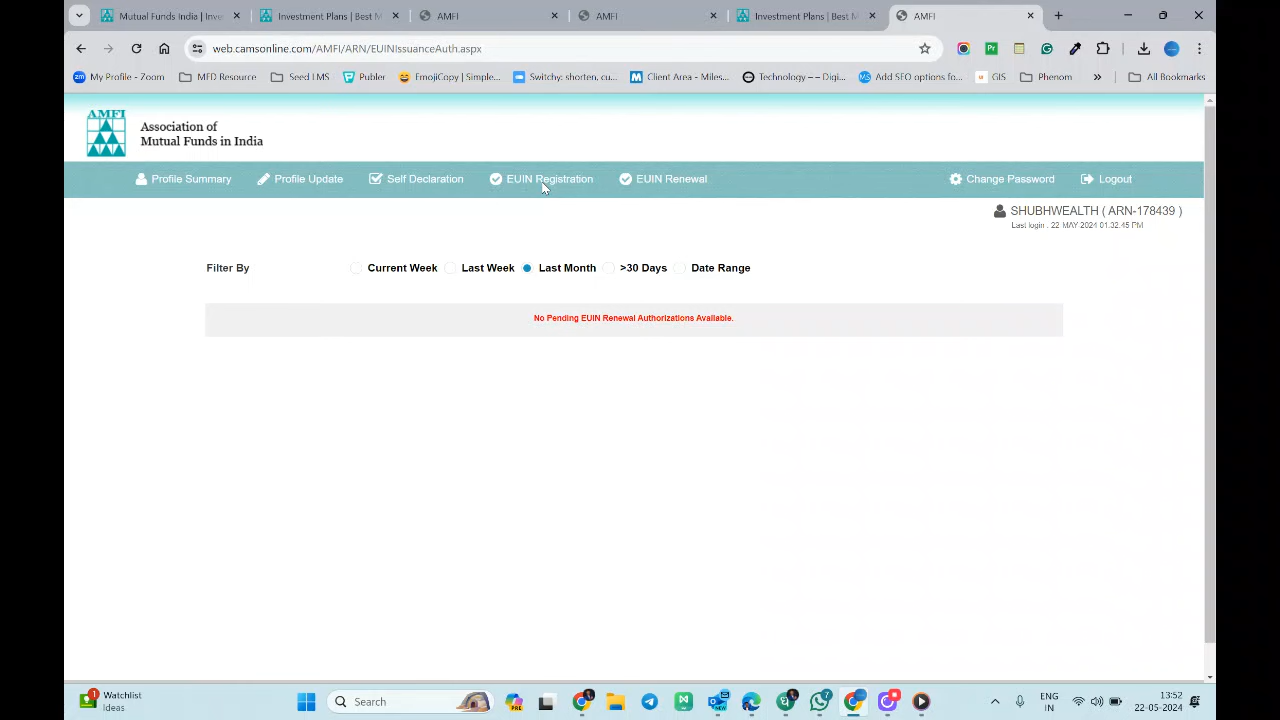 Mutual Funds in India | Inve
Investment Plans | Best M
AMFI
AMFI
Investment Plans | Best M
AMFI
web.camsonline.com/AMFI/ARN/EUINIssuanceAuth.aspx
My Profile - Zoom
MFD Resource
Seed LMS
Publer
EmojiCopy | Simple...
Switchy: shorten, cu...
Client Area - Miles...
Technology –– Digi...
Add SEO options fo...
GIS
Phenom
All Bookmarks
AMFI
Association of
Mutual Funds in India
Profile Summary
Profile Update
Self Declaration
EUIN Registration
EUIN Renewal
Change Password
Logout
SHUBHWEALTH ( ARN-178439 )
Last login : 22 MAY 2024 01.32.45 PM
Filter By
Current Week
Last Week
Last Month
>30 Days
Date Range
No Pending EUIN Renewal Authorizations Available.
1
Watchlist
Ideas
Search
ENG
IN
13:52
22-05-2024